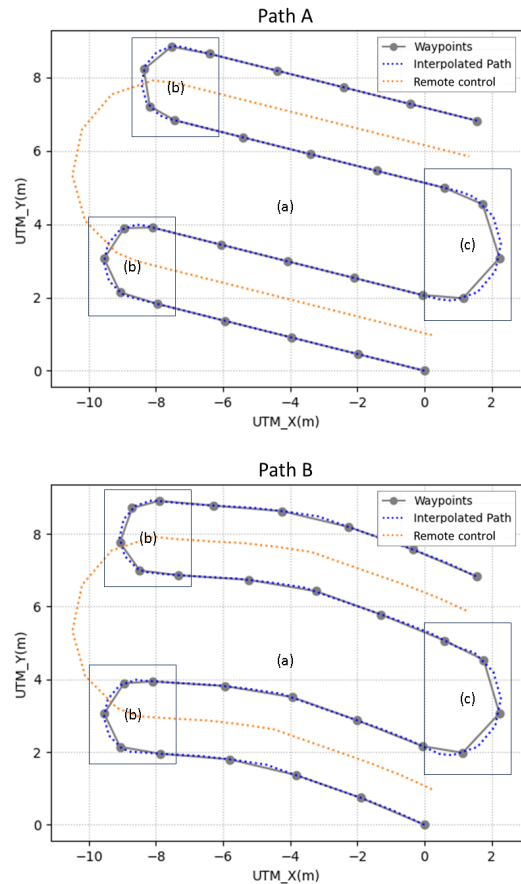 Path A
Waypoints
Interpolated Path
Remote control
(b)
(a)
(c)
(b)
8
6
4
2
0
UTM_Y(m)
−10
−8
−6
−4
−2
0
2
UTM_X(m)
Path B
Waypoints
Interpolated Path
Remote control
(b)
(a)
(c)
(b)
8
6
4
2
0
UTM_Y(m)
−10
−8
−6
−4
−2
0
2
UTM_X(m)